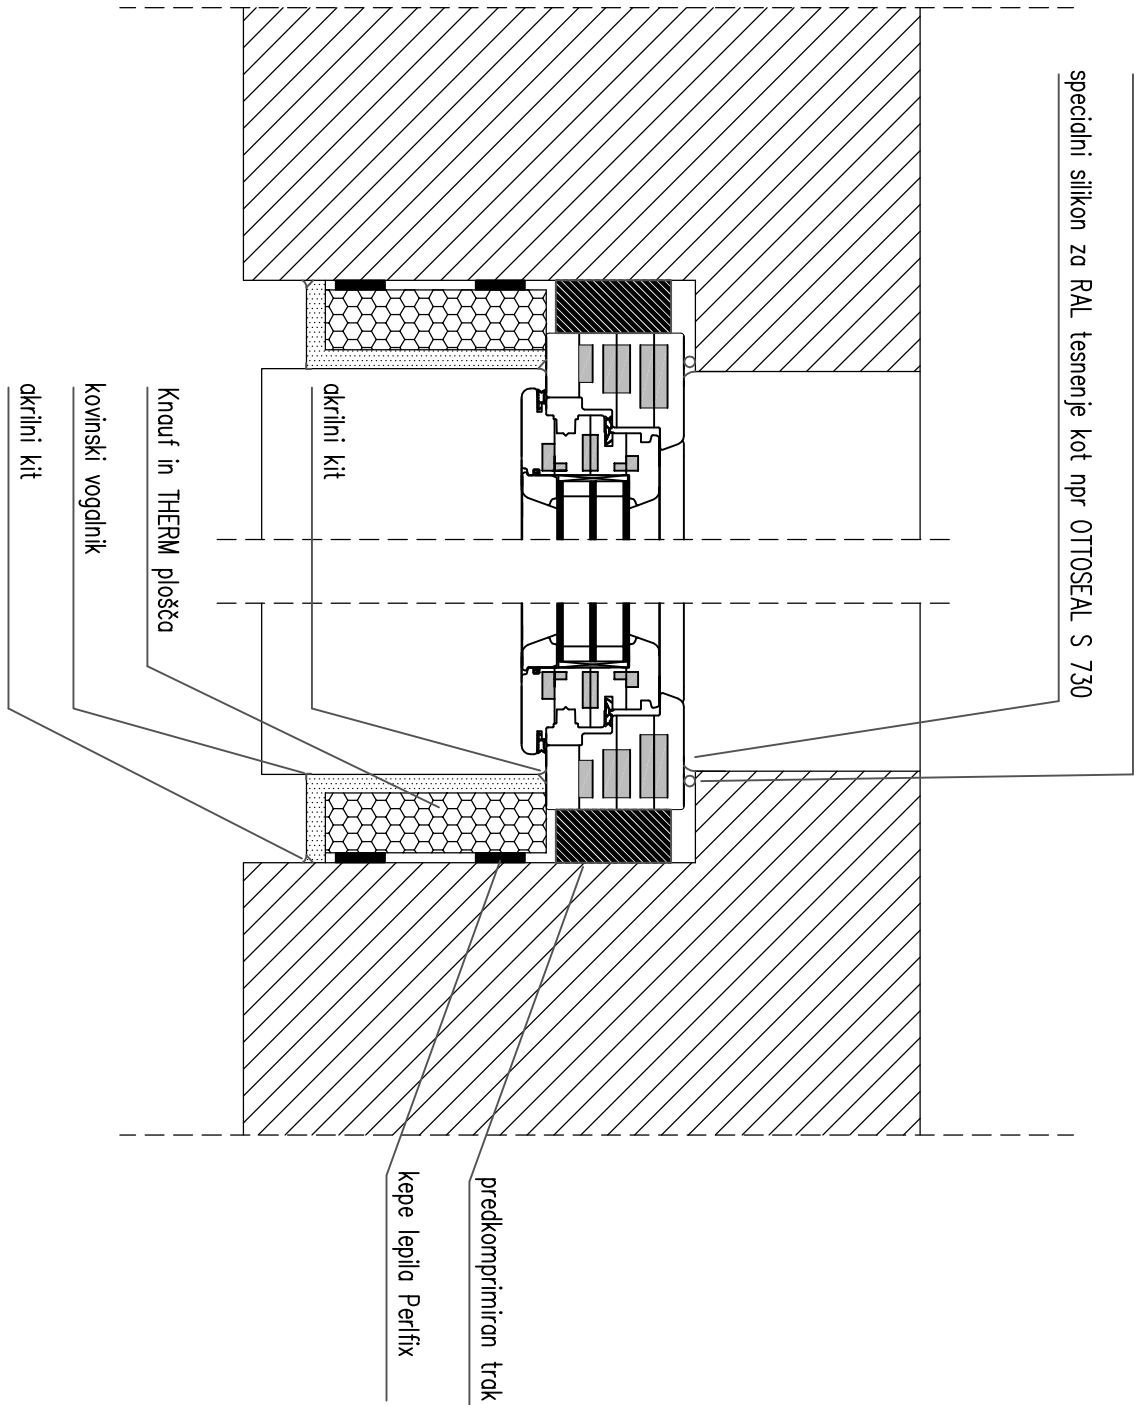 specialni silikon za RAL tesnenje kot npr OTTOSEAL S 730
akrilni kit
Knauf in THERM plošča
kovinski vogalnik
akrilni kit
predkomprimiran trak
kepe lepila Perlfix